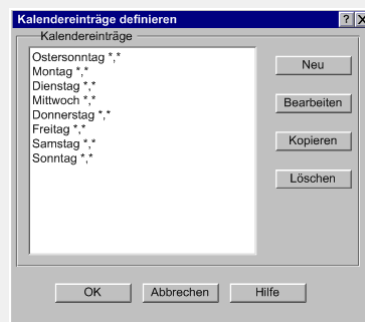 Kalendereinträge definieren ? X
Kalendereinträge
Ostersonntag *,*
Montag *,*
Dienstag *,*
Mittwoch *,*
Donnerstag *,*
Freitag *,*
Samstag *,*
Sonntag *,*
Neu
Bearbeiten
Kopieren
Löschen
OK Abbrechen Hilfe